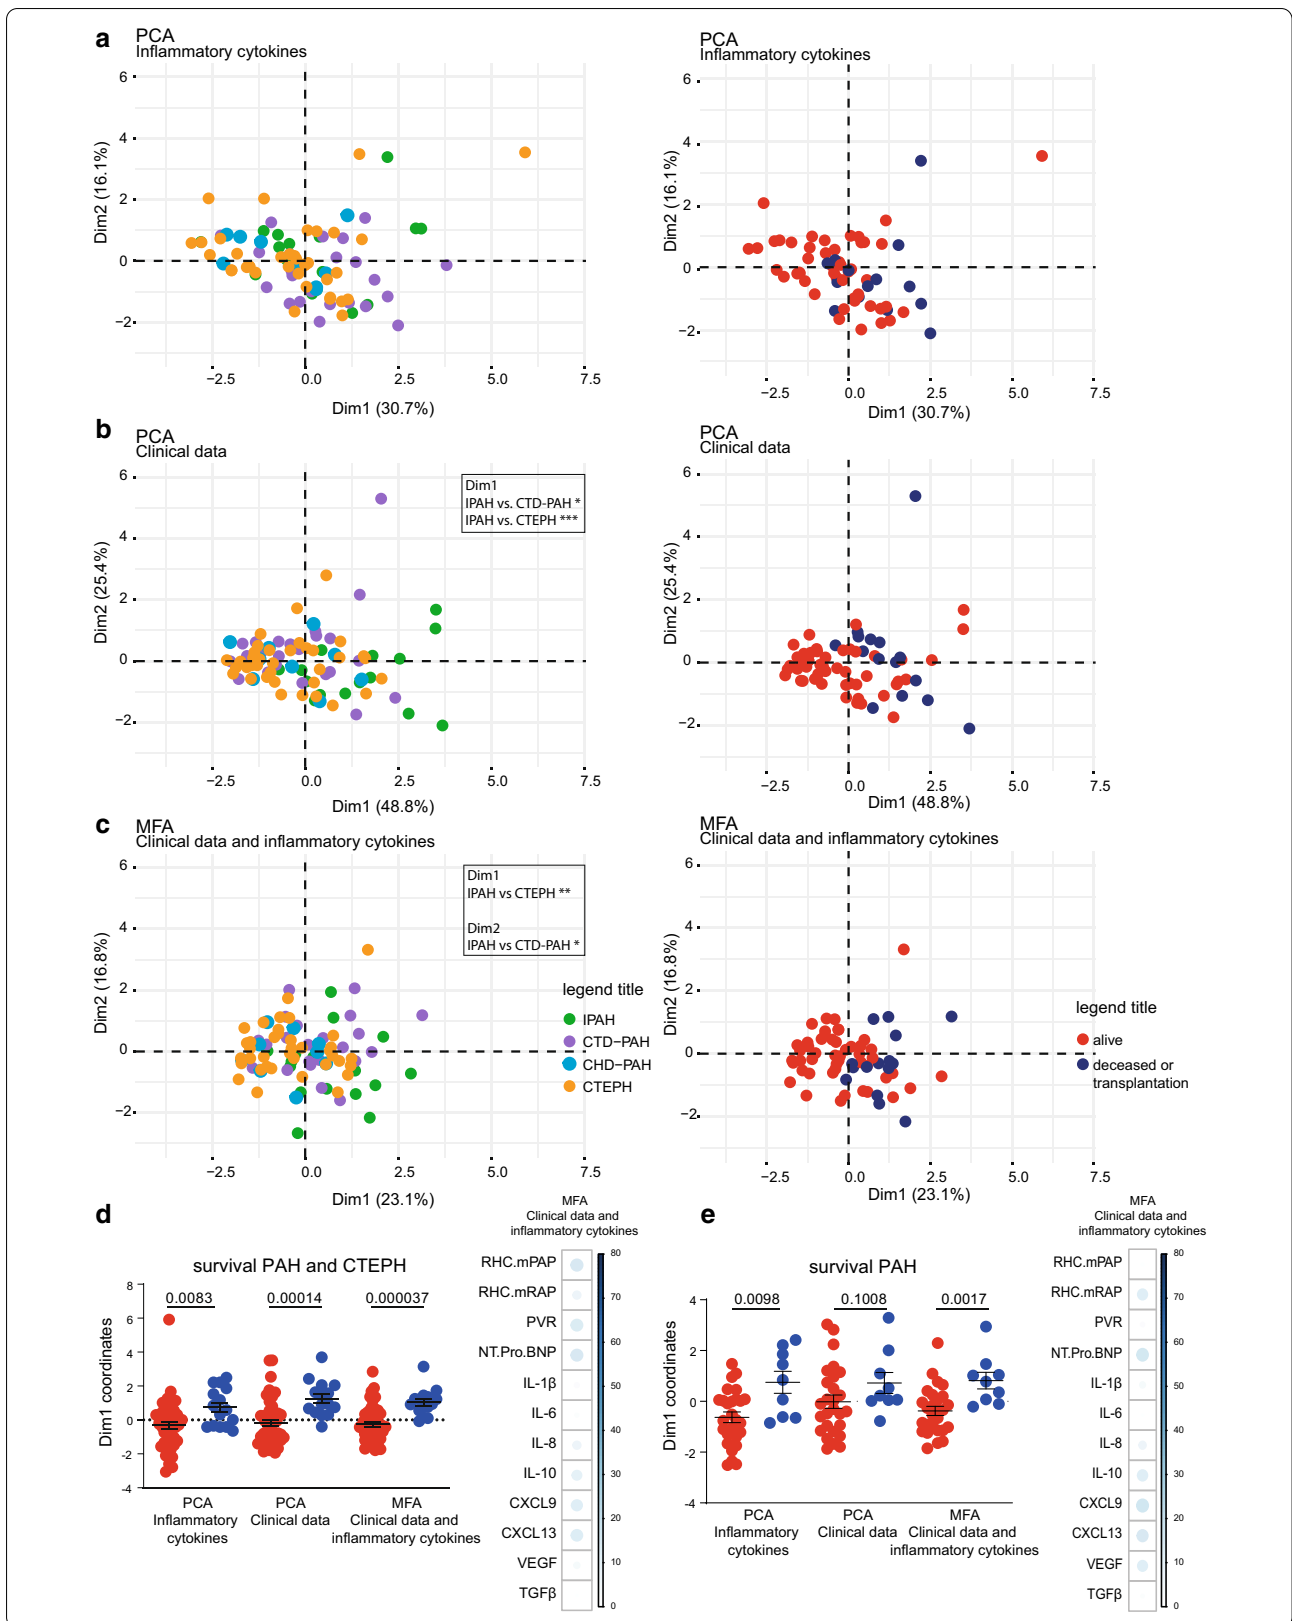 a
PCA
Inflammatory cytokines
6
4
2
0
−2
Dim2 (16.1%)
−2.5
0.0
2.5
5.0
7.5
Dim1 (30.7%)
PCA
Inflammatory cytokines
6
4
2
0
−2
Dim2 (16.1%)
−2.5
0.0
2.5
5.0
7.5
Dim1 (30.7%)
b
PCA
Clinical data
6
4
2
0
−2
Dim2 (25.4%)
Dim1
IPAH vs. CTD-PAH *
IPAH vs. CTEPH ***
−2.5
0.0
2.5
5.0
7.5
Dim1 (48.8%)
PCA
Clinical data
6
4
2
0
−2
Dim2 (25.4%)
−2.5
0.0
2.5
5.0
7.5
Dim1 (48.8%)
c
MFA
Clinical data and inflammatory cytokines
6
4
2
0
−2
Dim2 (16.8%)
Dim1
IPAH vs CTEPH **
Dim2
IPAH vs CTD-PAH *
legend title
IPAH
CTD-PAH
CHD−PAH
CTEPH
−2.5
0.0
2.5
5.0
7.5
Dim1 (23.1%)
MFA
Clinical data and inflammatory cytokines
6
4
2
0
−2
Dim2 (16.8%)
legend title
alive
deceased or
transplantation
−2.5
0.0
2.5
5.0
7.5
Dim1 (23.1%)
d
survival PAH and CTEPH
8
6
4
2
0
-2
-4
Dim1 coordinates
0.0083
0.00014
0.000037
PCA
Inflammatory
cytokines
PCA
Clinical data
MFA
Clinical data and
inflammatory cytokines
MFA
Clinical data and
inflammatory cytokines
RHC.mPAP
RHC.mRAP
PVR
NT.Pro.BNP
IL-1β
IL-6
IL-8
IL-10
CXCL9
CXCL13
VEGF
TGFβ
80
70
60
50
40
30
20
10
0
e
survival PAH
4
2
0
-2
-4
Dim1 coordinates
0.0098
0.1008
0.0017
PCA
Inflammatory
cytokines
PCA
Clinical data
MFA
Clinical data and
inflammatory cytokines
MFA
Clinical data and
inflammatory cytokines
RHC.mPAP
RHC.mRAP
PVR
NT.Pro.BNP
IL-1β
IL-6
IL-8
IL-10
CXCL9
CXCL13
VEGF
TGFβ
80
70
60
50
40
30
20
10
0